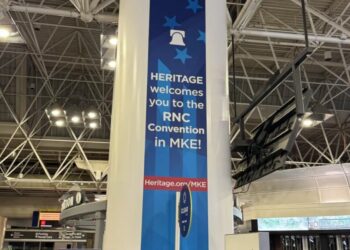 HERITAGE
welcomes
you to the
RNC
Convention
in MKE!
Heritage.org/MKE